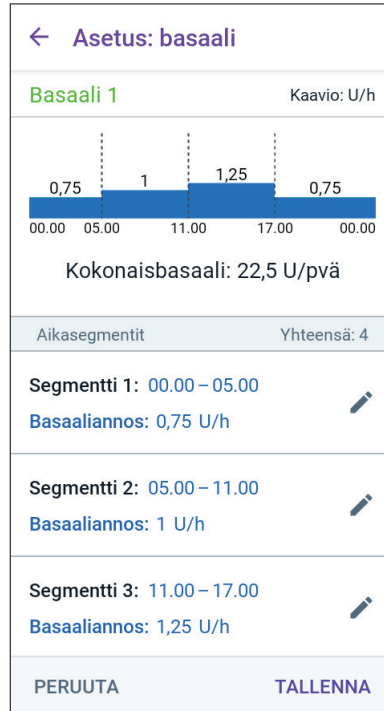 Asetus: basaali
Basaali 1 Kaavio: U/h
0,75 1 1,25 0,75
00.00 05.00 11.00 17.00 00.00
Kokonaisbasaali: 22,5 U/pvä
Aikasegmentit Yhteensä: 4
Segmentti 1: 00.00 – 05.00
Basaaliannos: 0,75 U/h
Segmentti 2: 05.00 – 11.00
Basaaliannos: 1 U/h
Segmentti 3: 11.00 – 17.00
Basaaliannos: 1,25 U/h
PERUUTA TALLENNA